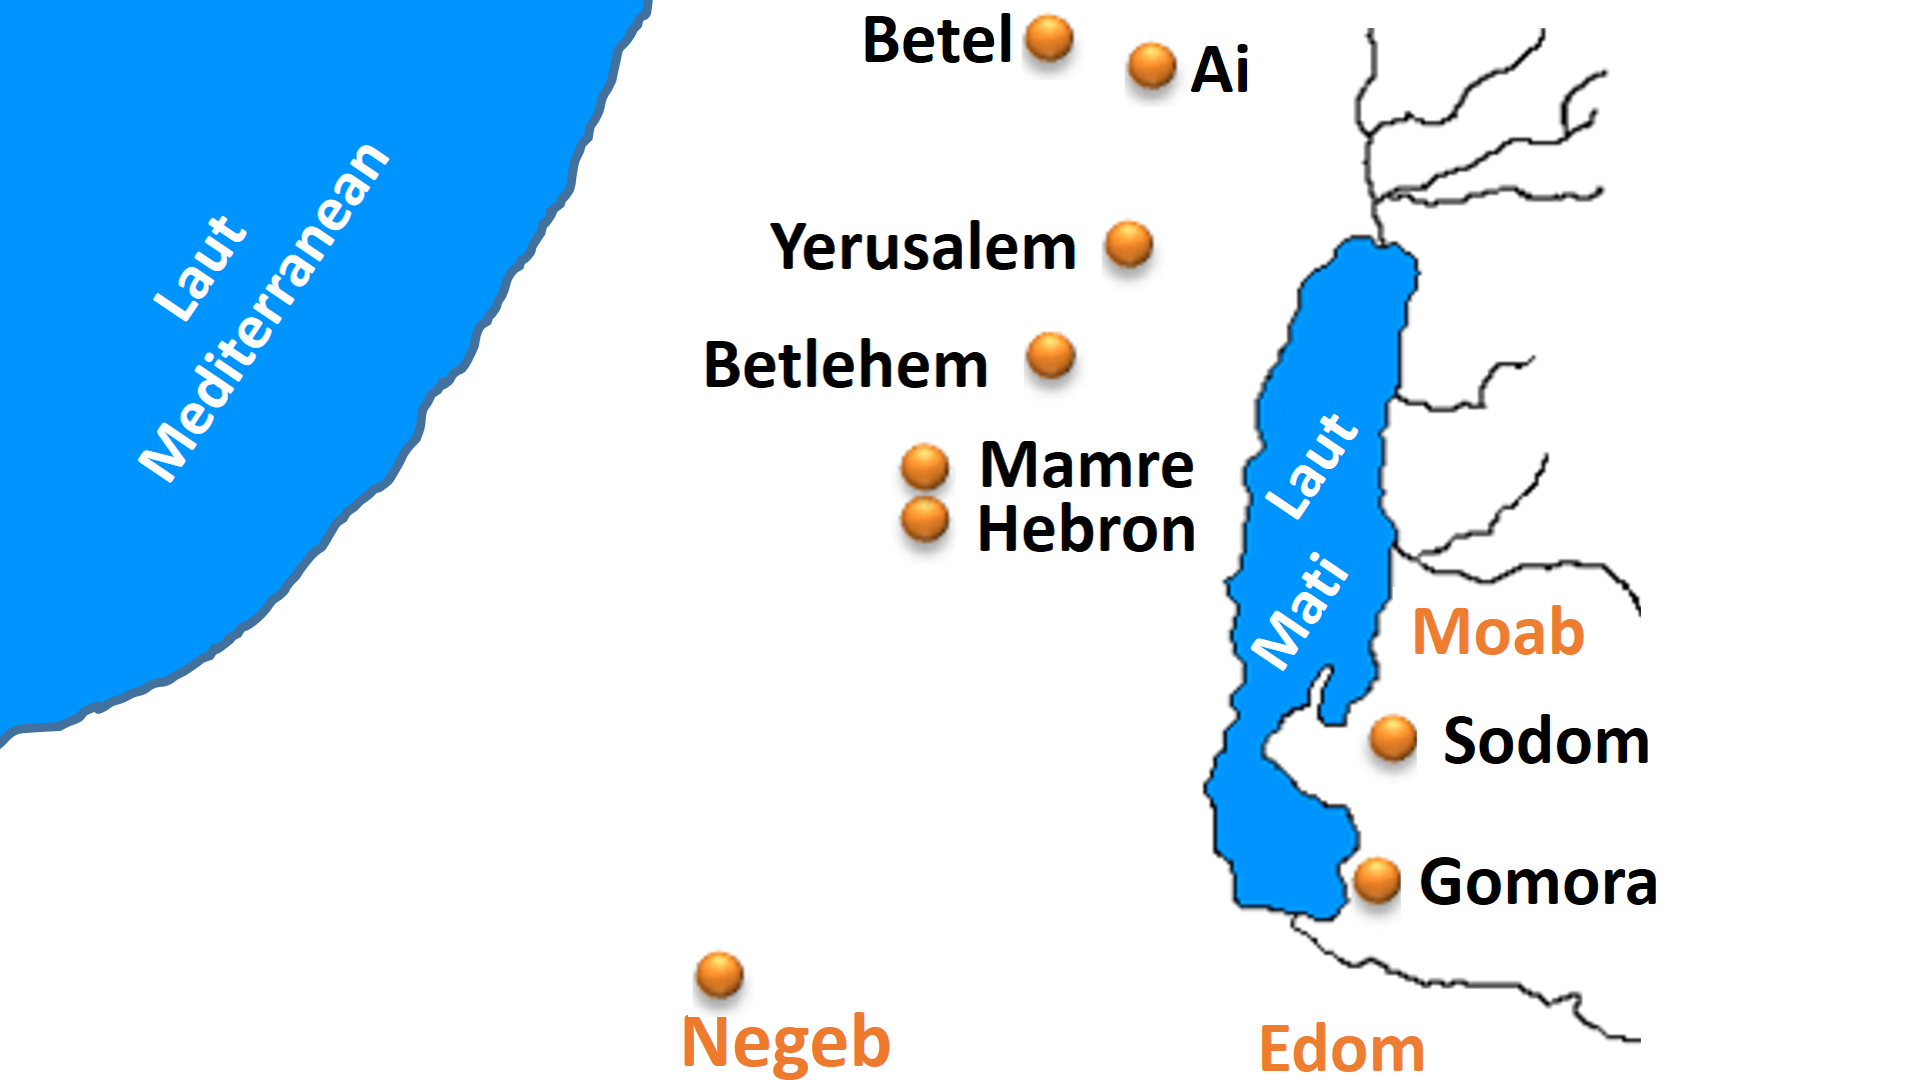 Betel
Ai
Laut
Mediterranean
Yerusalem
Betlehem
Mamre
Hebron
Laut
Mati
Moab
Sodom
Gomora
Negeb
Edom